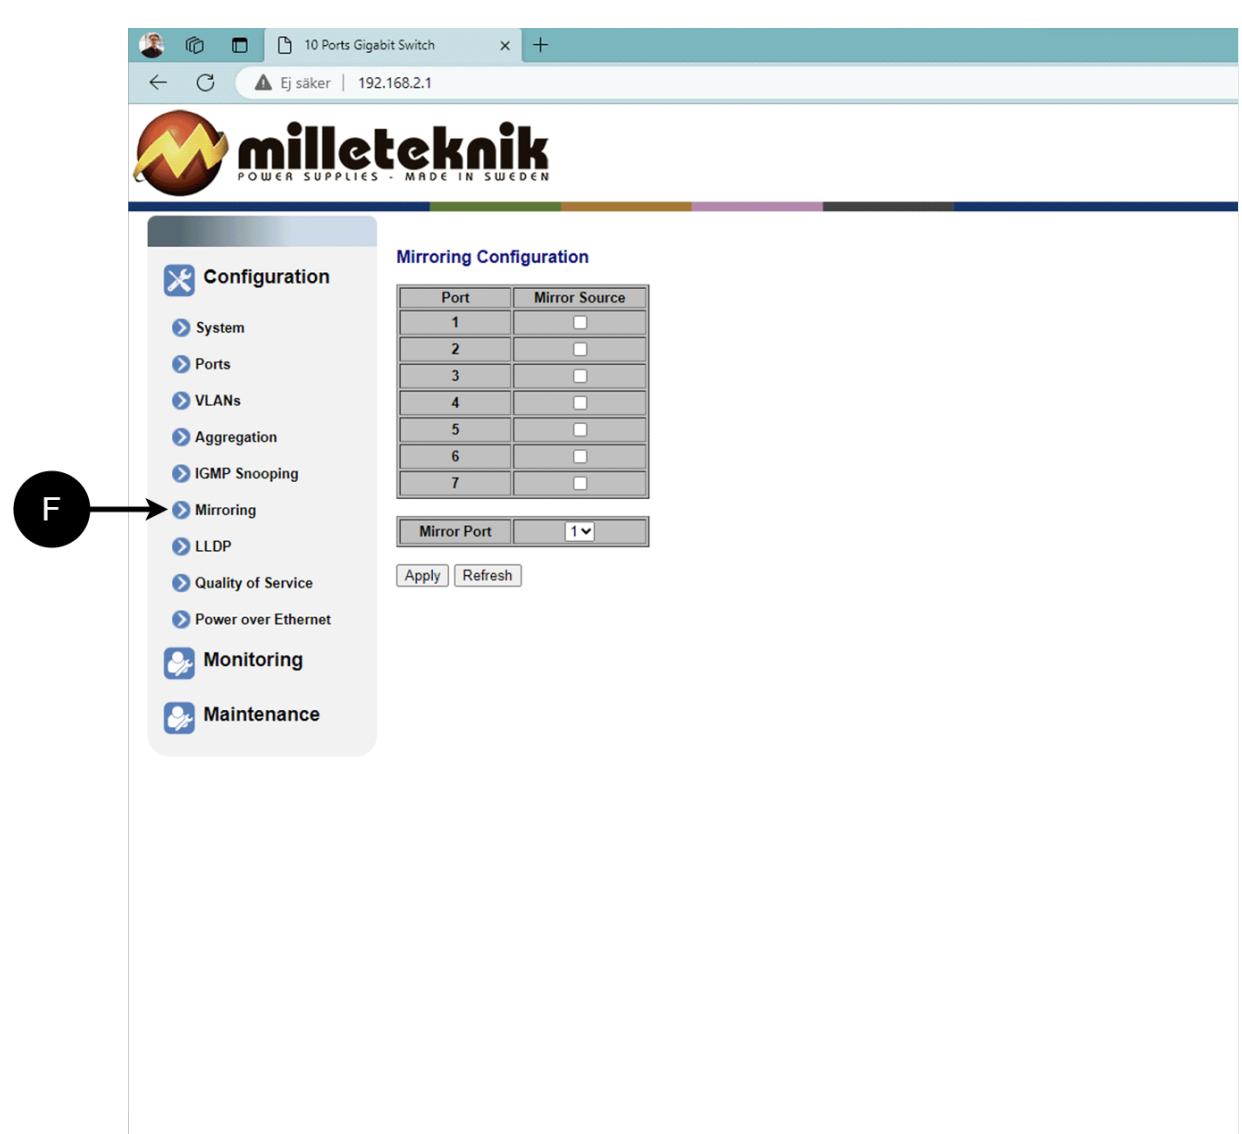 10 Ports Gigabit Switch
Ej säker | 192.168.2.1
milleteknik
POWER SUPPLIES - MADE IN SWEDEN
Configuration
System
Ports
VLANs
Aggregation
IGMP Snooping
F
Mirroring
LLDP
Quality of Service
Power over Ethernet
Monitoring
Maintenance
Mirroring Configuration
Port Mirror Source
1
2
3
4
5
6
7
Mirror Port 1
Apply Refresh